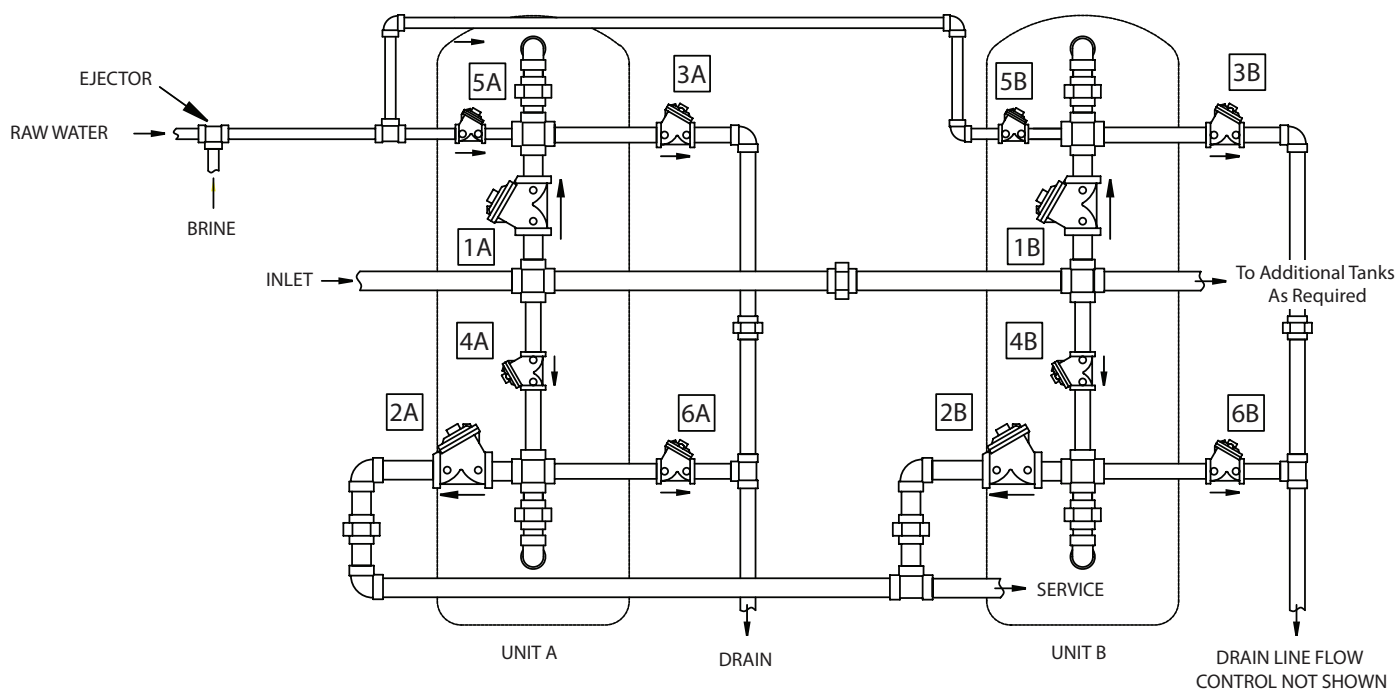 EJECTOR
RAW WATER
BRINE
INLET
5A
3A
1A
4A
2A
6A
5B
3B
1B
4B
2B
6B
To Additional Tanks
As Required
SERVICE
UNIT A
DRAIN
UNIT B
DRAIN LINE FLOW
CONTROL NOT SHOWN